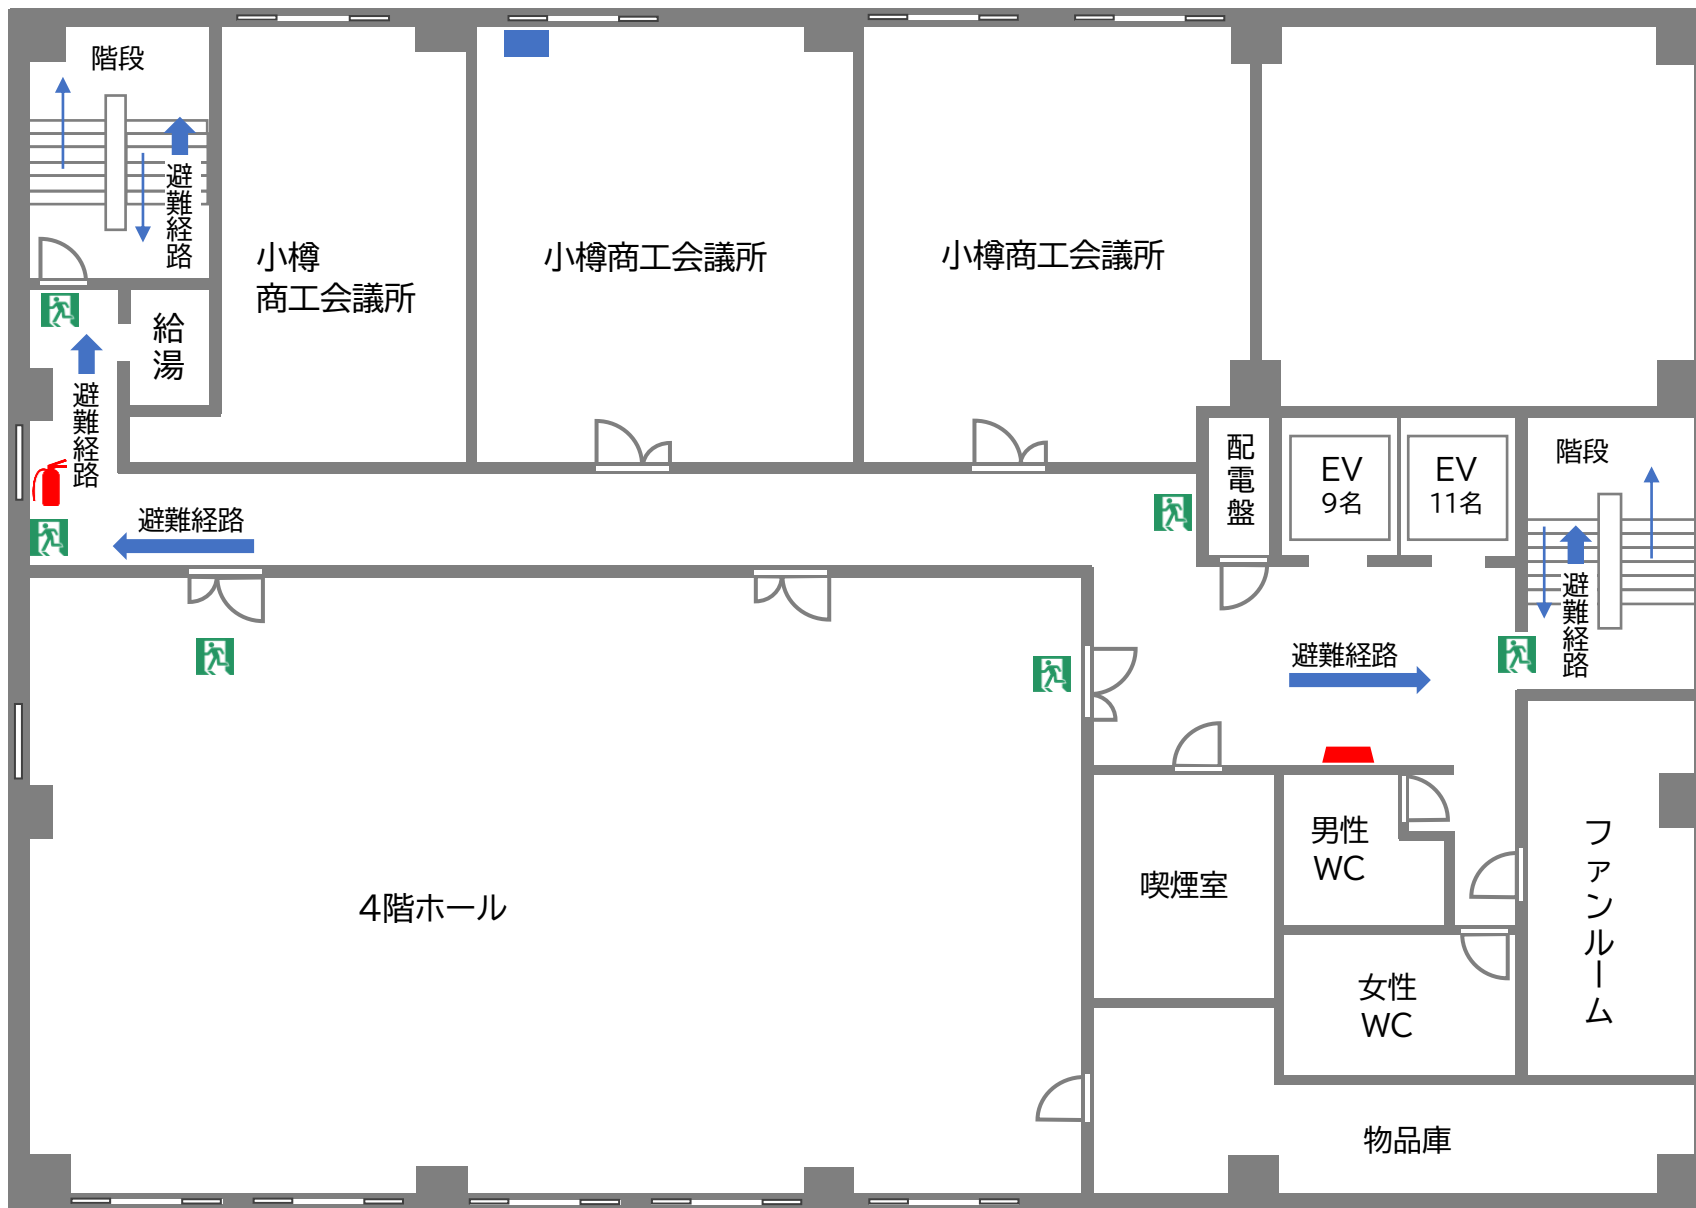 階段
避難経路
小樽
商工会議所
小樽商工会議所
小樽商工会議所
給湯
避難経路
避難経路
配電盤
EV
9名
EV
11名
階段
避難経路
避難経路
4階ホール
喫煙室
男性
WC
女性
WC
ファンルーム
物品庫